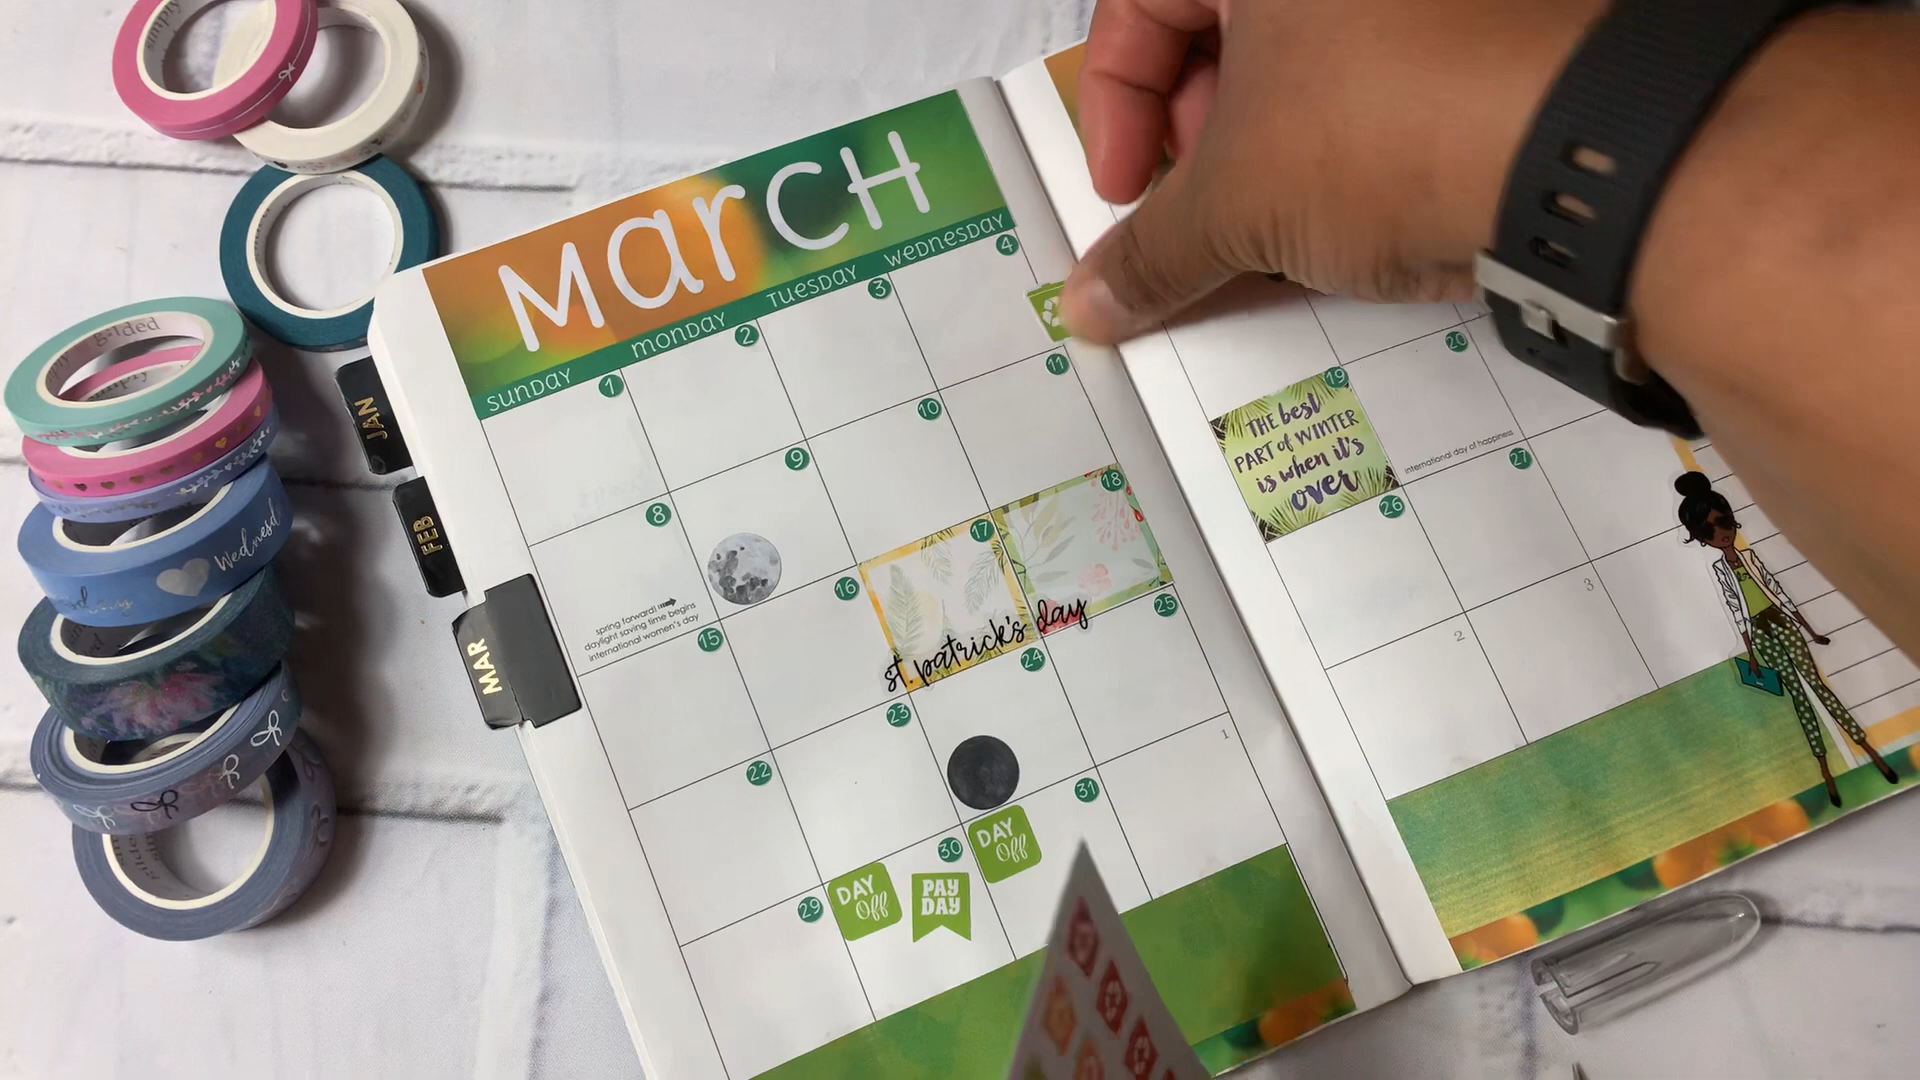 simply
gilded
simply
Wednesd
JAN
FEB
MAR
MarcH
SUNDAY
MONDAY
TUESDAY
WEDNESDAY
1
2
3
4
8
9
10
11
spring forward!
daylight saving time begins
international women's day
15
16
17
18
st. patrick's day
22
23
24
25
29
30
31
1
DAY
Off
PAY
DAY
DAY
Off
19
THE best
PART of WINTER
is when it's
over
20
international day of happiness
26
27
2
3